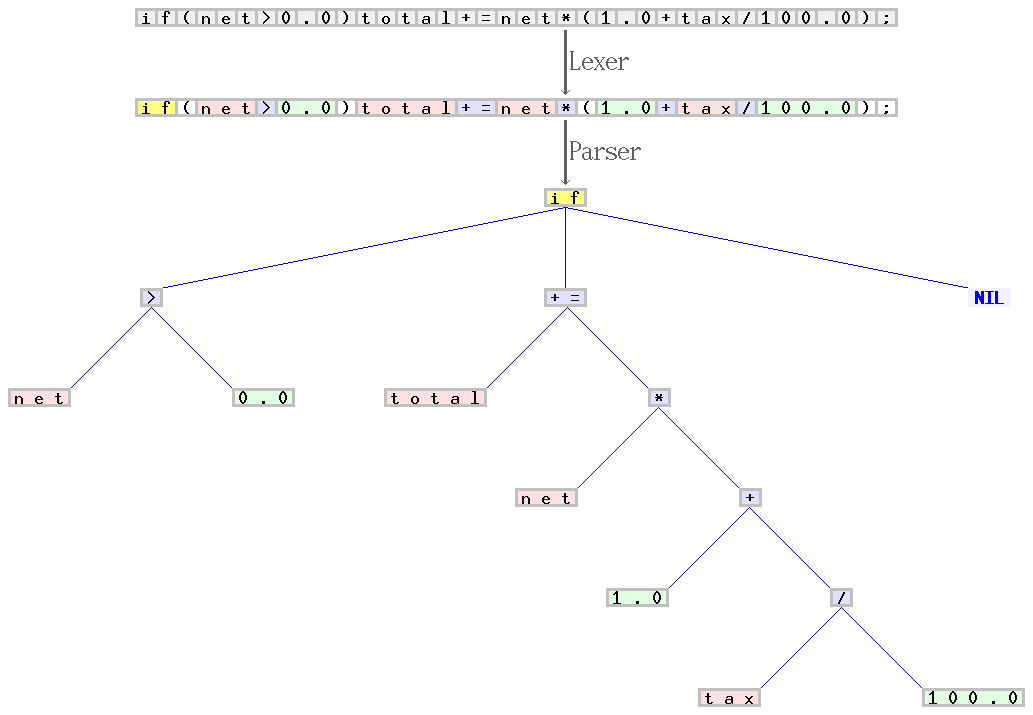 if(net>0.0)total+=net*(1.0+tax/100.0);
Lexer
if(net>0.0)total+=net*(1.0+tax/100.0);
Parser
if
> += NIL
net 0.0 total *
net +
1.0 /
tax 100.0